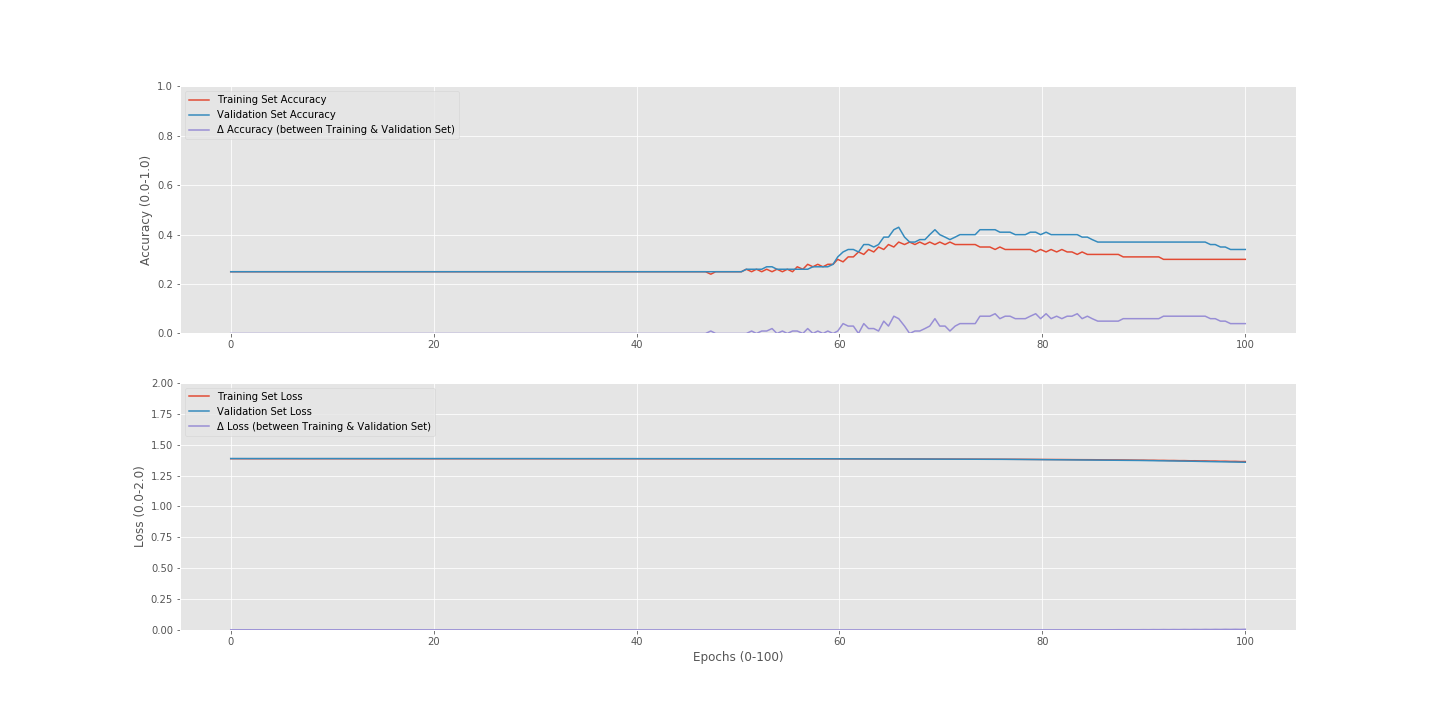 1.0
0.8
0.6
0.4
0.2
0.0
Accuracy (0.0-1.0)
Training Set Accuracy
Validation Set Accuracy
Δ Accuracy (between Training & Validation Set)
0 20 40 60 80 100
2.00
1.75
1.50
1.25
1.00
0.75
0.50
0.25
0.00
Loss (0.0-2.0)
Training Set Loss
Validation Set Loss
Δ Loss (between Training & Validation Set)
0 20 40 60 80 100
Epochs (0-100)